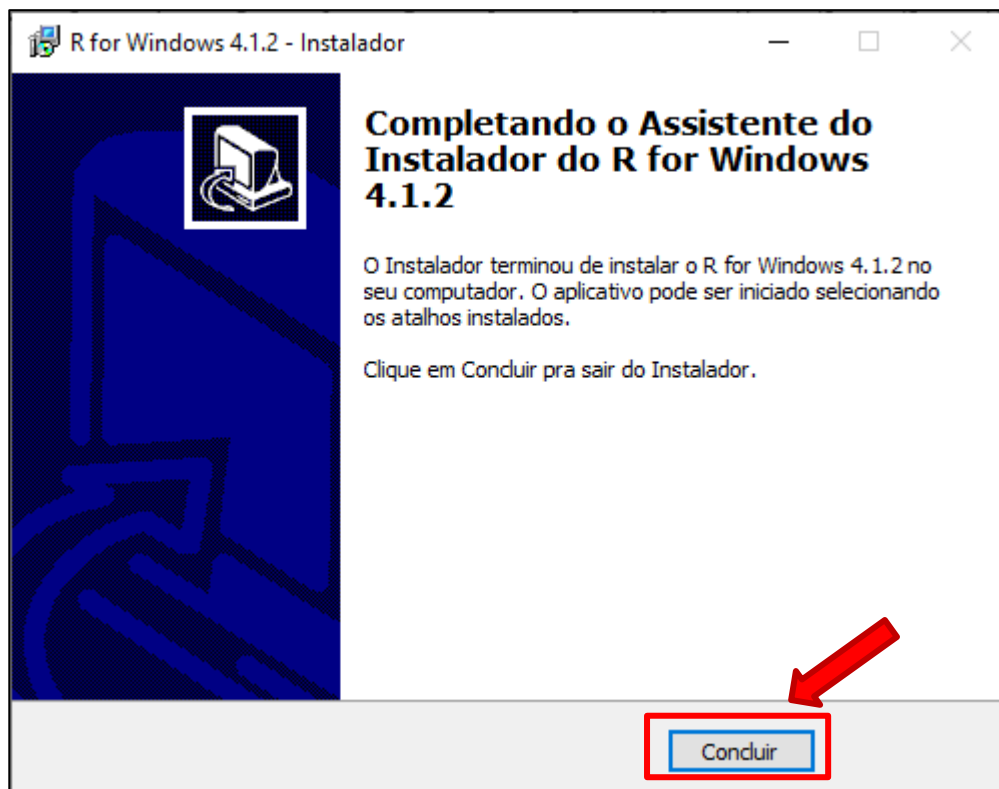 R for Windows 4.1.2 - Instalador
Completando o Assistente do
Instalador do R for Windows
4.1.2
O Instalador terminou de instalar o R for Windows 4.1.2 no
seu computador. O aplicativo pode ser iniciado selecionando
os atalhos instalados.
Clique em Concluir pra sair do Instalador.
Concluir